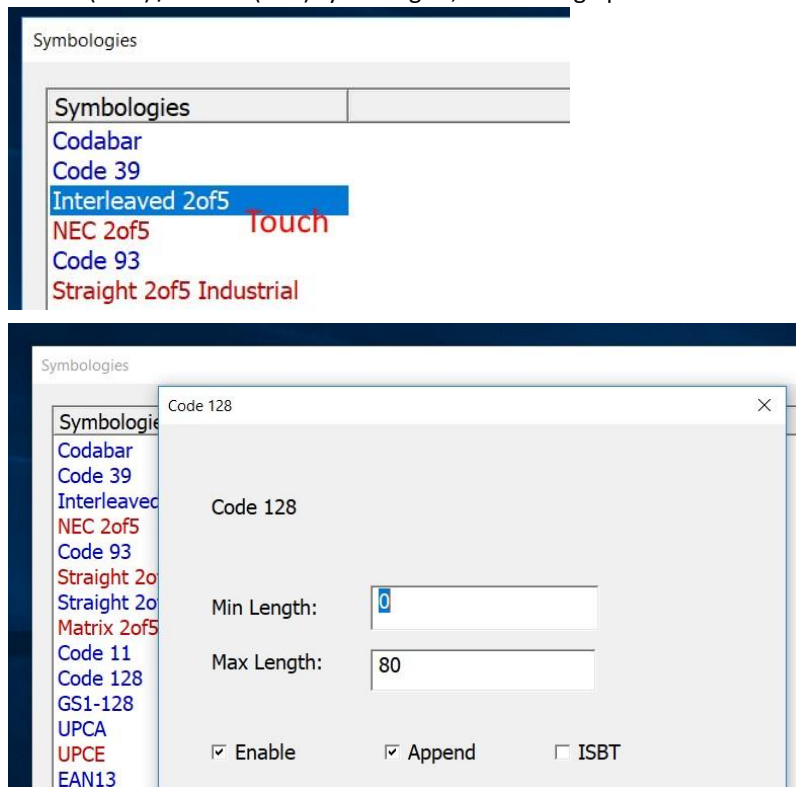 Symbologies
Symbologies
Codabar
Code 39
Interleaved 2of5
Touch
NEC 2of5
Code 93
Straight 2of5 Industrial
Symbologies
Code 128
Symbologie
Codabar
Code 39
Interleaved
NEC 2of5
Code 93
Straight 2o
Straight 2o
Matrix 2of5
Code 11
Code 128
GS1-128
UPCA
UPCE
EAN13
Code 128
Min Length: 0
Max Length: 80
Enable Append ISBT